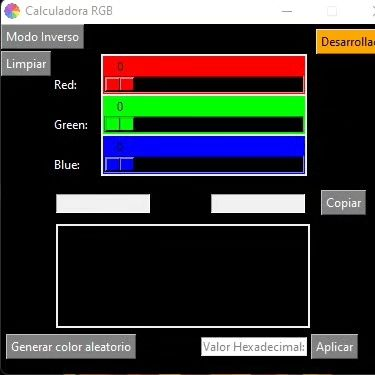 Calculadora RGB
Modo Inverso
Desarrollad
Limpiar
0
Red:
0
Green:
0
Blue:
Copiar
Generar color aleatorio
Valor Hexadecimal:
Aplicar